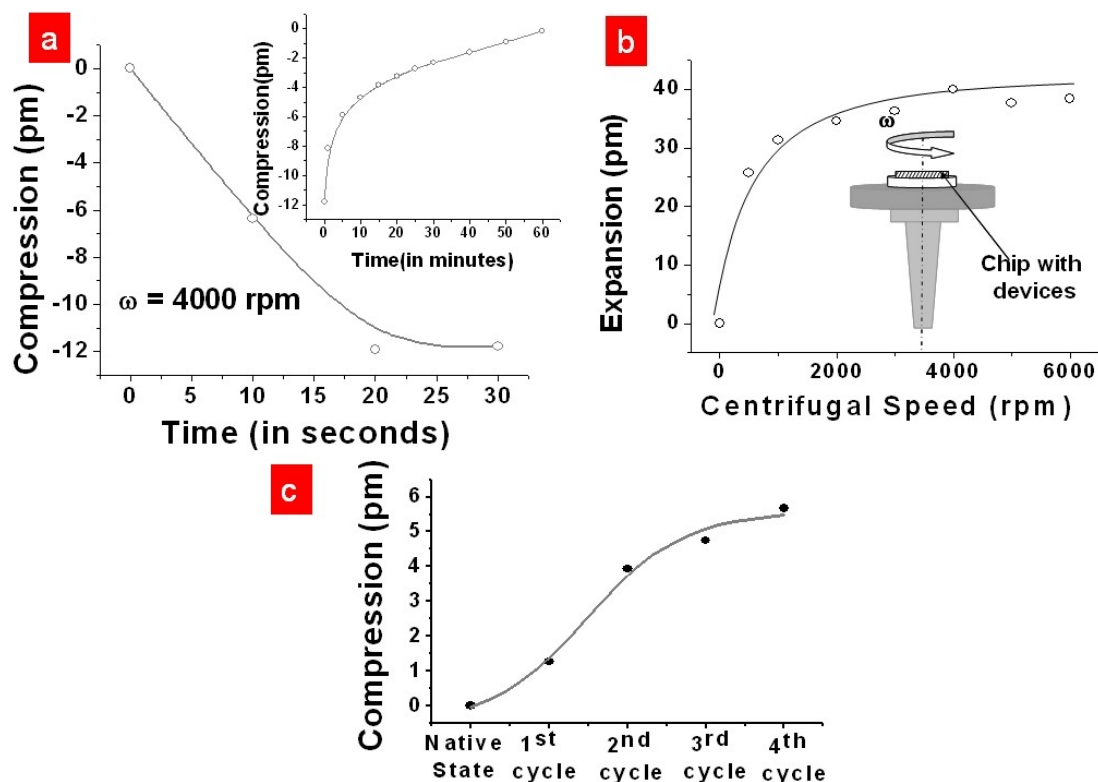 a
Compression (pm)
0
-2
-4
-6
-8
-10
-12
ω = 4000 rpm
0 5 10 15 20 25 30
Time (in seconds)
Compression(pm)
0
-2
-4
-6
-8
-10
-12
0 10 20 30 40 50 60
Time(in minutes)
b
Expansion (pm)
40
30
20
10
0
ω
Chip with
devices
0 2000 4000 6000
Centrifugal Speed (rpm)
c
Compression (pm)
6
5
4
3
2
1
0
Native 1st 2nd 3rd 4th
State cycle cycle cycle cycle